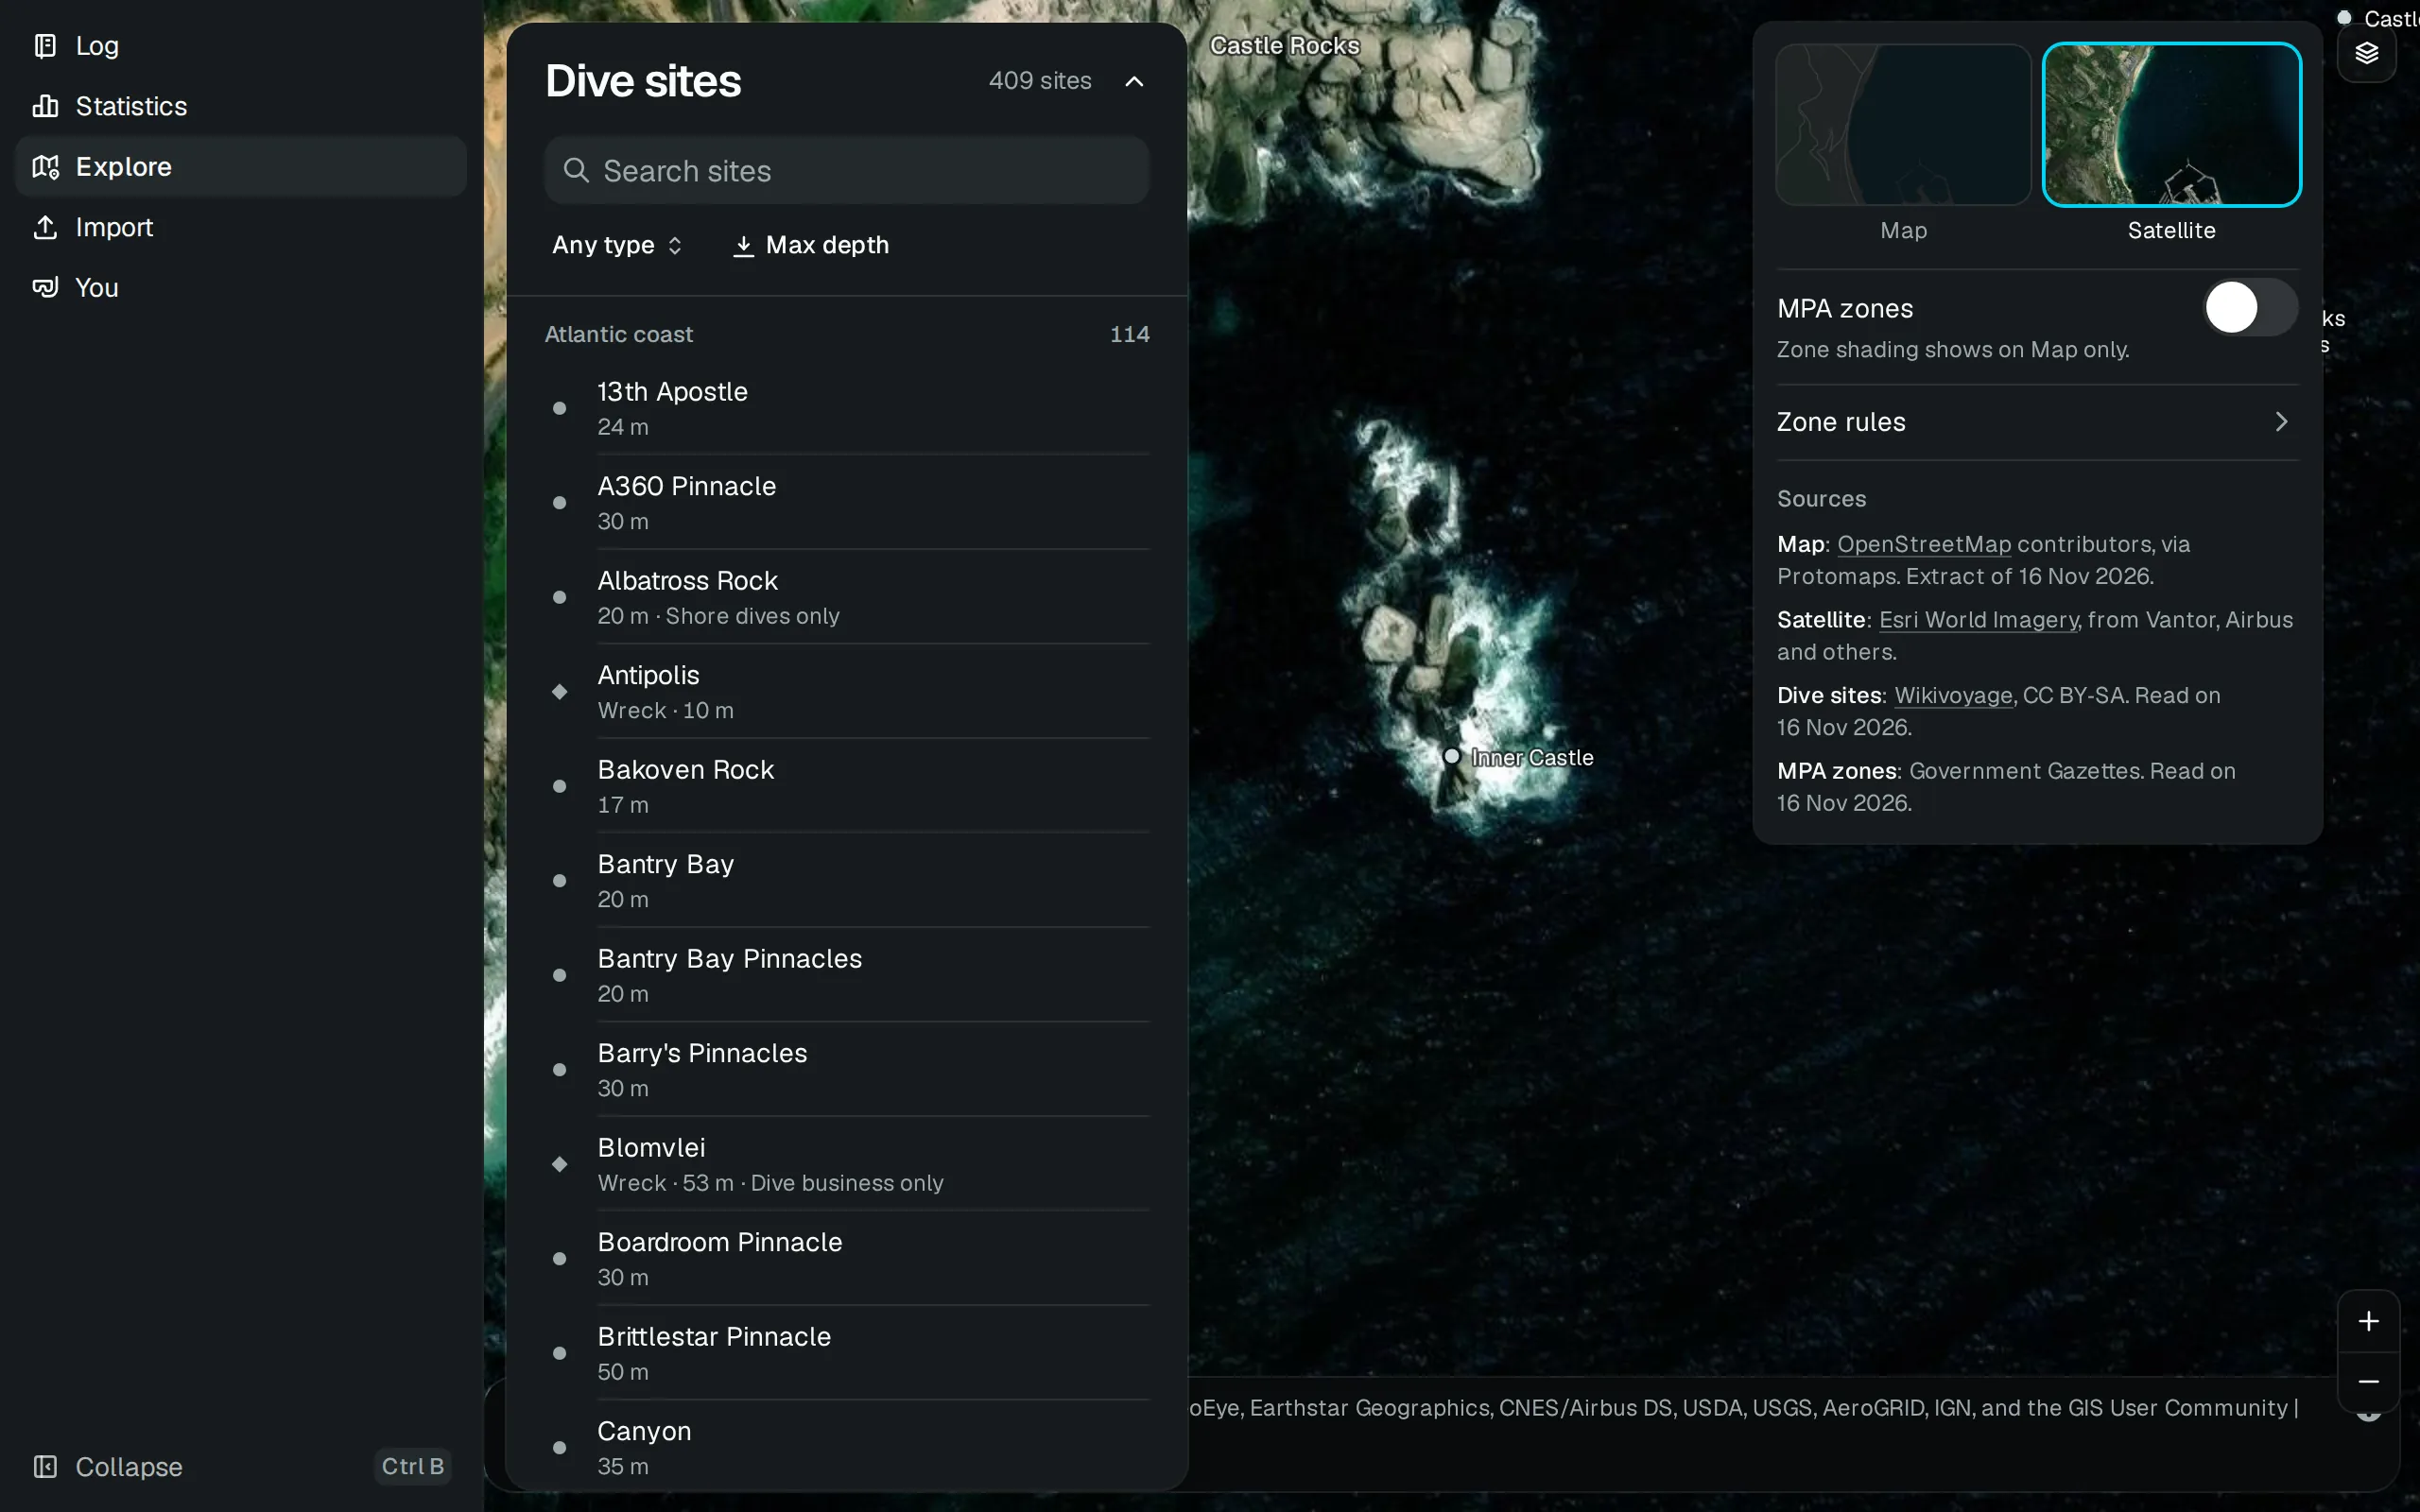 Log
Statistics
Explore
Import
You
Collapse
Ctrl B
Dive sites
409 sites
Search sites
Any type
Max depth
Atlantic coast
114
13th Apostle
24 m
A360 Pinnacle
30 m
Albatross Rock
20 m · Shore dives only
Antipolis
Wreck · 10 m
Bakoven Rock
17 m
Bantry Bay
20 m
Bantry Bay Pinnacles
20 m
Barry's Pinnacles
30 m
Blomvlei
Wreck · 53 m · Dive business only
Boardroom Pinnacle
30 m
Brittlestar Pinnacle
50 m
Canyon
35 m
Castle Rocks
Inner Castle
Map
Satellite
MPA zones
Zone shading shows on Map only.
Zone rules
Sources
Map: OpenStreetMap contributors, via
Protomaps. Extract of 16 Nov 2026.
Satellite: Esri World Imagery, from Vantor, Airbus
and others.
Dive sites: Wikivoyage, CC BY-SA. Read on
16 Nov 2026.
MPA zones: Government Gazettes. Read on
16 Nov 2026.
Earthstar Geographics, CNES/Airbus DS, USDA, USGS, AeroGRID, IGN, and the GIS User Community |